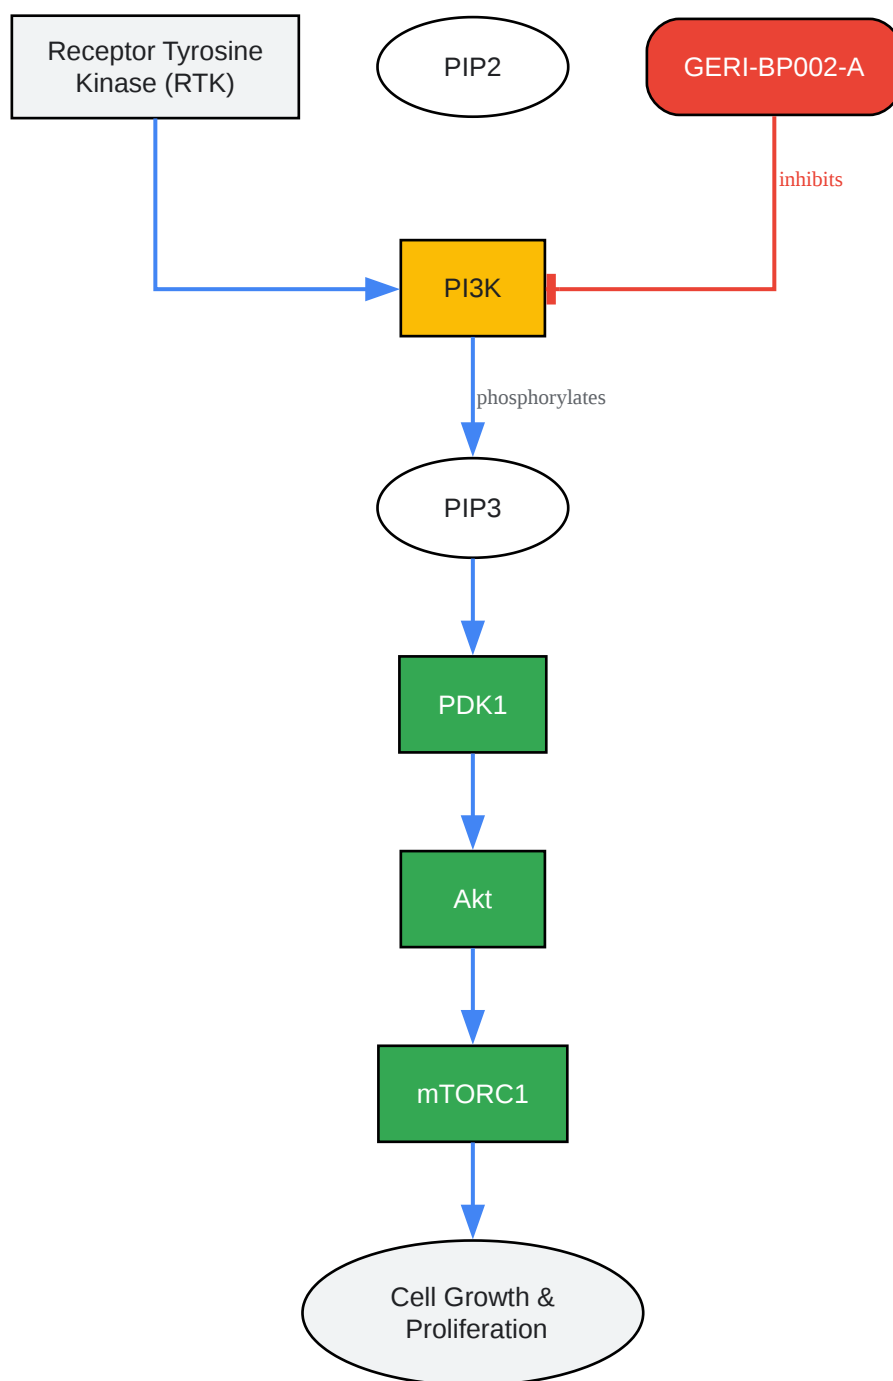 Receptor Tyrosine
Kinase (RTK)
PIP2
GERI-BP002-A
inhibits
PI3K
phosphorylates
PIP3
PDK1
Akt
mTORC1
Cell Growth &
Proliferation